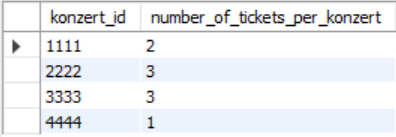 konzert_id number_of_tickets_per_konzert
1111 2
2222 3
3333 3
4444 1